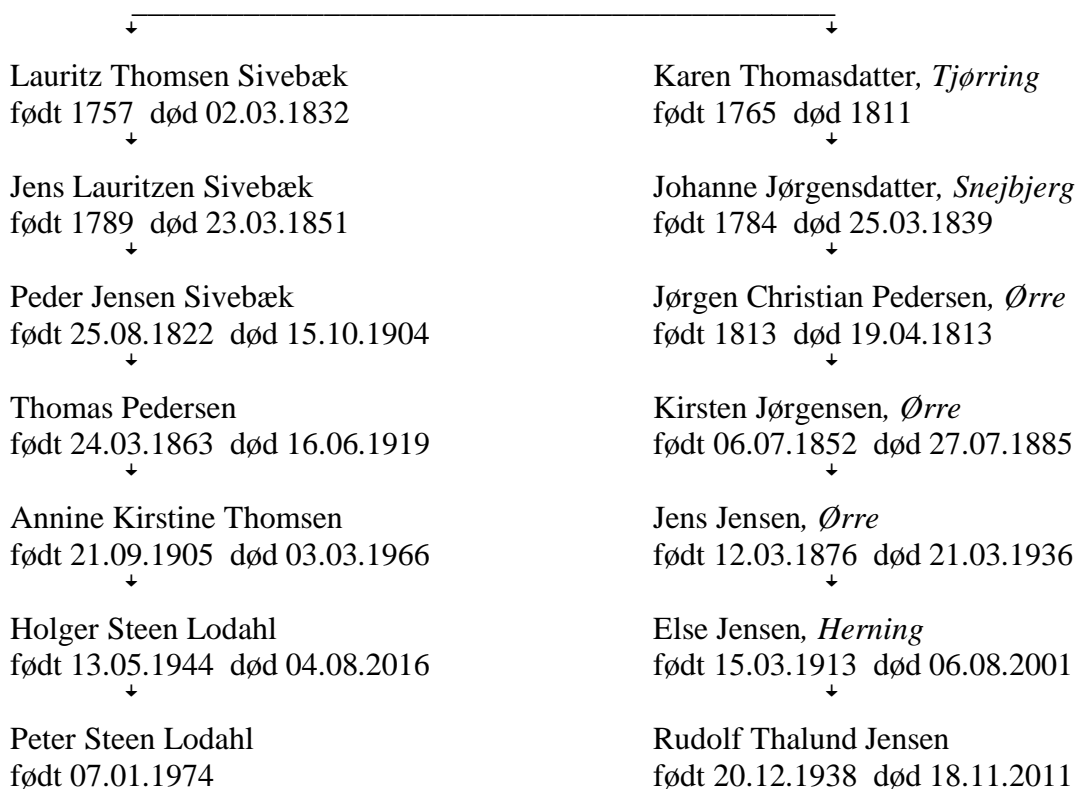 Lauritz Thomsen Sivebæk
født 1757 død 02.03.1832
Jens Lauritzen Sivebæk
født 1789 død 23.03.1851
Peder Jensen Sivebæk
født 25.08.1822 død 15.10.1904
Thomas Pedersen
født 24.03.1863 død 16.06.1919
Annine Kirstine Thomsen
født 21.09.1905 død 03.03.1966
Holger Steen Lodahl
født 13.05.1944 død 04.08.2016
Peter Steen Lodahl
født 07.01.1974
Karen Thomasdatter, Tjørring
født 1765 død 1811
Johanne Jørgensdatter, Snejbjerg
født 1784 død 25.03.1839
Jørgen Christian Pedersen, Ørre
født 1813 død 19.04.1813
Kirsten Jørgensen, Ørre
født 06.07.1852 død 27.07.1885
Jens Jensen, Ørre
født 12.03.1876 død 21.03.1936
Else Jensen, Herning
født 15.03.1913 død 06.08.2001
Rudolf Thalund Jensen
født 20.12.1938 død 18.11.2011